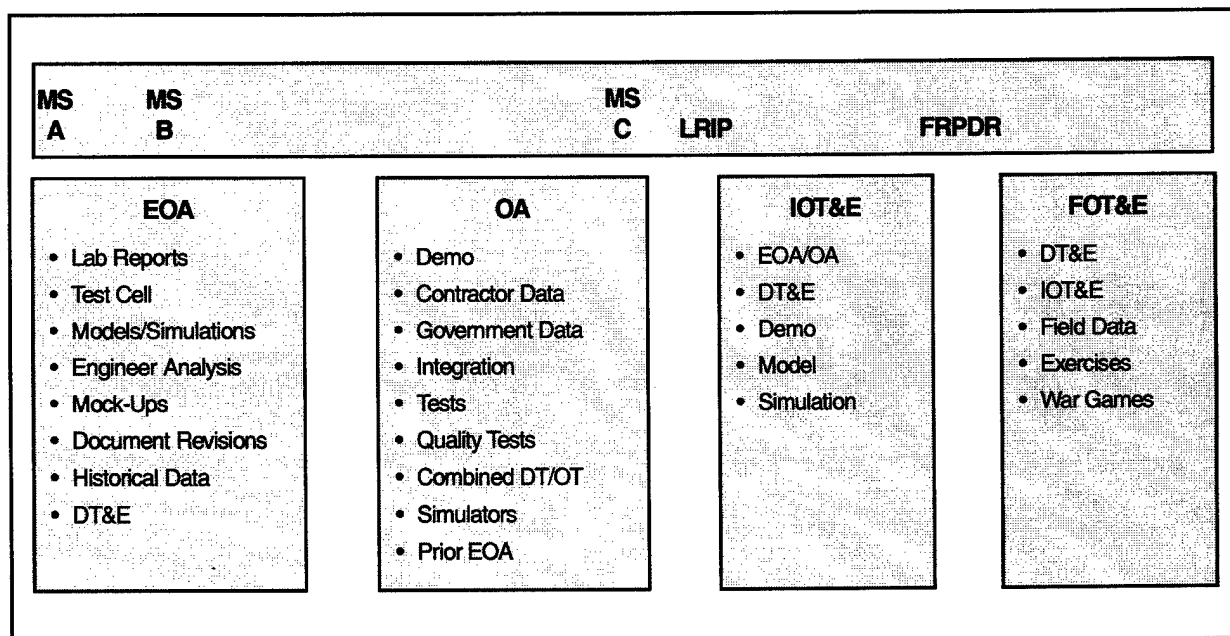 MS MS MS
A B C LRIP FRPDR
EOA
• Lab Reports
• Test Cell
• Models/Simulations
• Engineer Analysis
• Mock-Ups
• Document Revisions
• Historical Data
• DT&E
OA
• Demo
• Contractor Data
• Government Data
• Integration
• Tests
• Quality Tests
• Combined DT/OT
• Simulators
• Prior EOA
IOT&E
• EOA/OA
• DT&E
• Demo
• Model
• Simulation
FOT&E
• DT&E
• IOT&E
• Field Data
• Exercises
• War Games